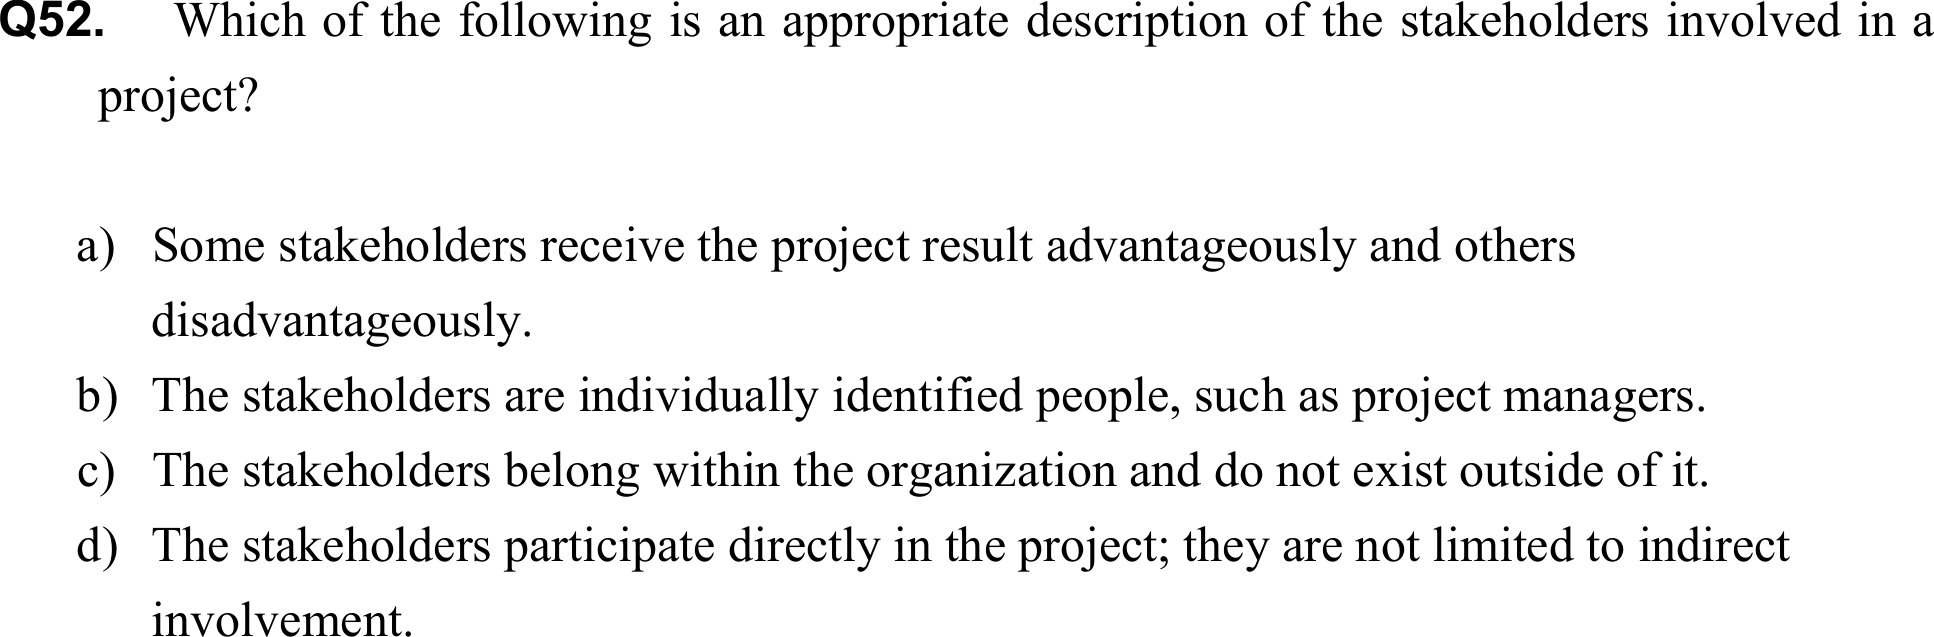 Q52. Which of the following is an appropriate description of the stakeholders involved in a
project?
a) Some stakeholders receive the project result advantageously and others
disadvantageously.
b) The stakeholders are individually identified people, such as project managers.
c) The stakeholders belong within the organization and do not exist outside of it.
d) The stakeholders participate directly in the project; they are not limited to indirect
involvement.